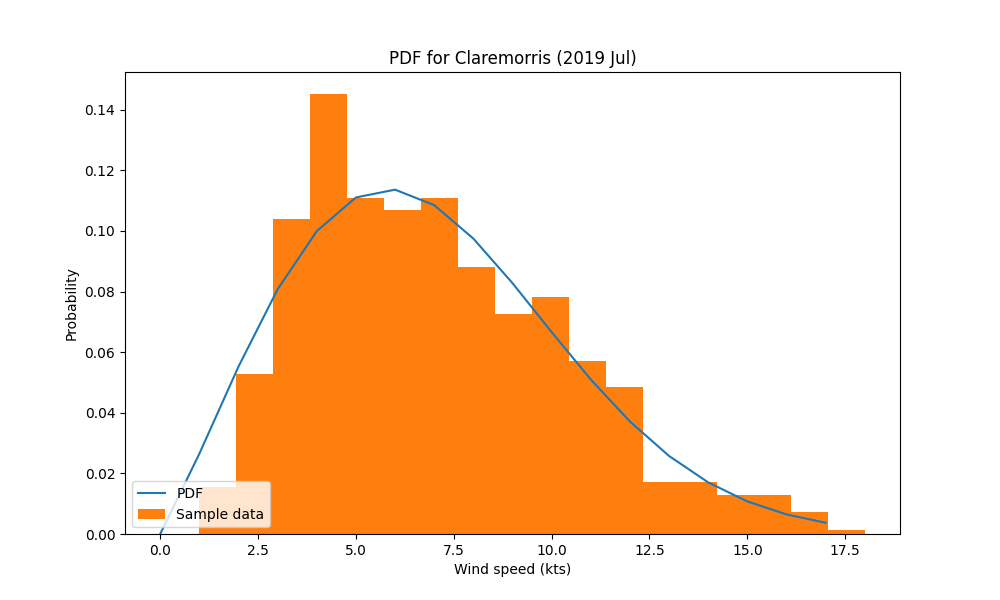 PDF for Claremorris (2019 Jul)
0.14
0.12
0.10
0.08
0.06
0.04
0.02
0.00
Probability
PDF
Sample data
0.0 2.5 5.0 7.5 10.0 12.5 15.0 17.5
Wind speed (kts)